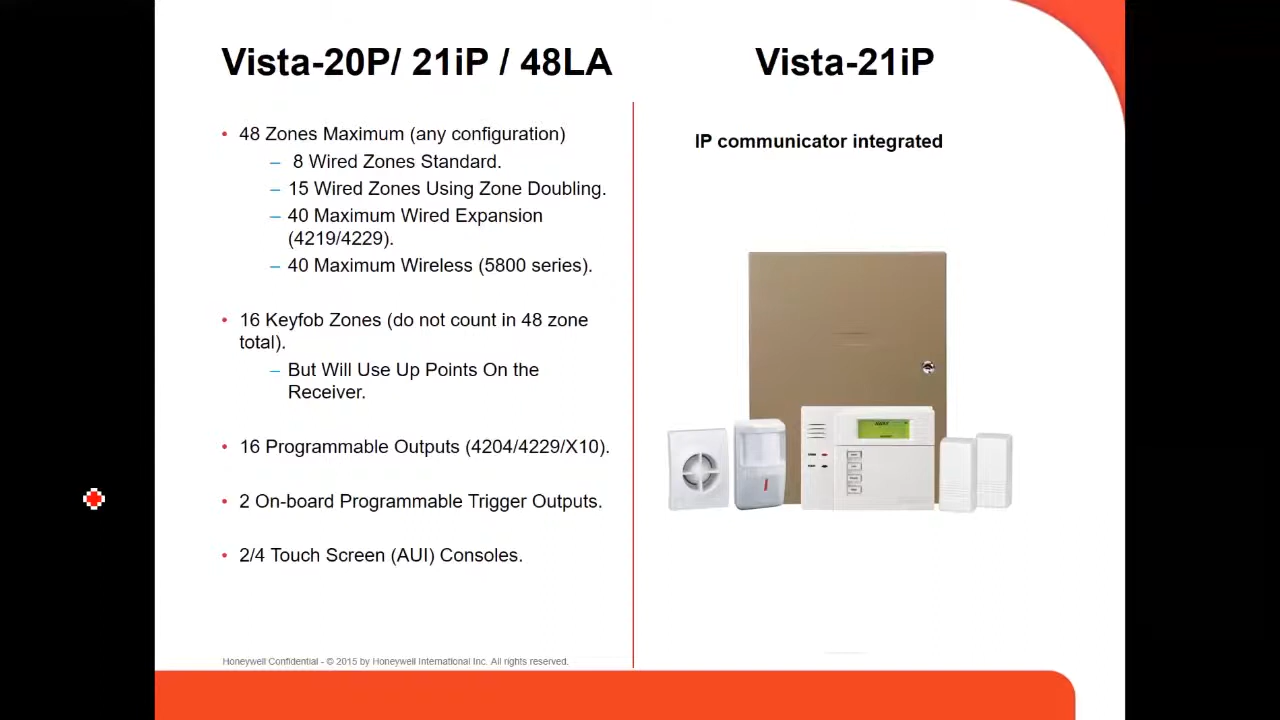 Vista-20P/ 21iP / 48LA
• 48 Zones Maximum (any configuration)
– 8 Wired Zones Standard.
– 15 Wired Zones Using Zone Doubling.
– 40 Maximum Wired Expansion
(4219/4229).
– 40 Maximum Wireless (5800 series).
• 16 Keyfob Zones (do not count in 48 zone
total).
– But Will Use Up Points On the
Receiver.
• 16 Programmable Outputs (4204/4229/X10).
• 2 On-board Programmable Trigger Outputs.
• 2/4 Touch Screen (AUI) Consoles.
Honeywell Confidential - © 2015 by Honeywell International Inc. All rights reserved.
Vista-21iP
IP communicator integrated